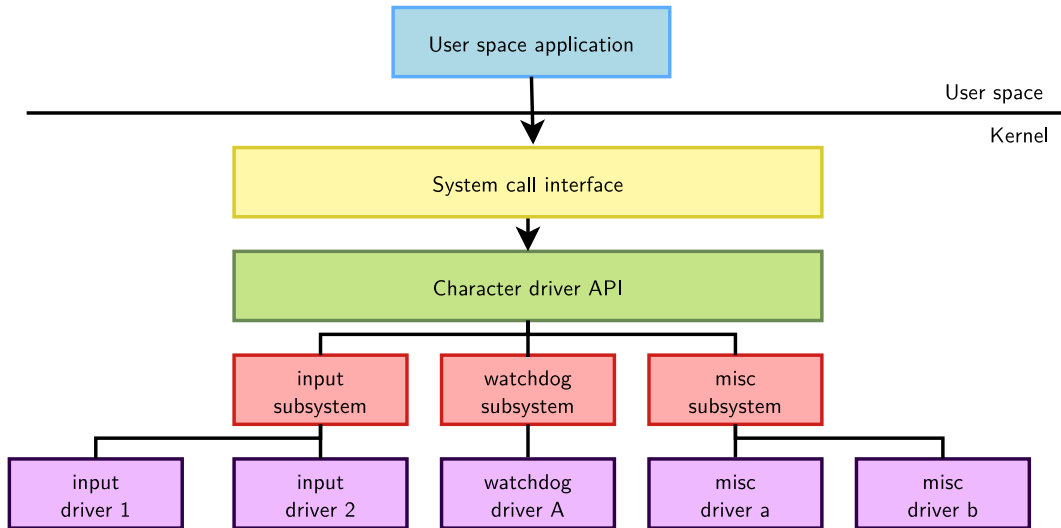 User space application
User space
Kernel
System call interface
Character driver API
input
subsystem
watchdog
subsystem
misc
subsystem
input
driver 1
input
driver 2
watchdog
driver A
misc
driver a
misc
driver b